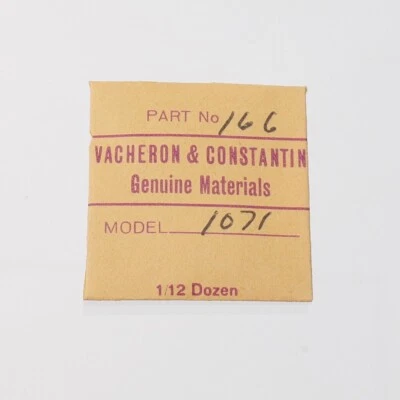 PART No 166
VACHERON & CONSTANTIN
Genuine Materials
MODEL 1071
1/12 Dozen